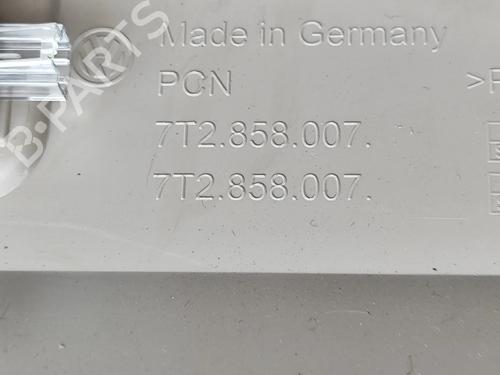 Made in Germany
PCN >P
7T2.858.007.
7T2.858.007.
B-PARTS